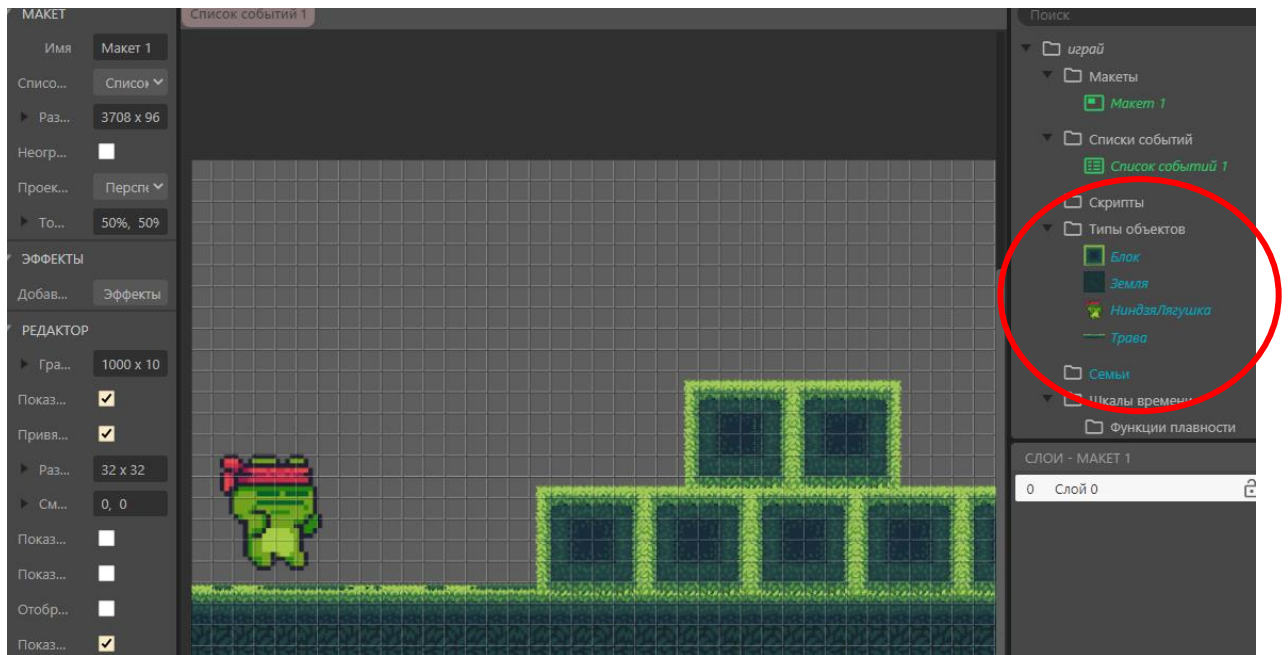 МАКЕТ
Имя Макет 1
Списо... Список
Раз... 3708 x 96
Неогр...
Проек... Перспе
То... 50%, 50%
ЭФФЕКТЫ
Добав... Эффекты
РЕДАКТОР
Гра... 1000 x 10
Показ...
Привя...
Раз... 32 x 32
См... 0, 0
Показ...
Показ...
Отобр...
Показ...
Список событий 1
Поиск
играй
Макеты
Макет 1
Списки событий
Список событий 1
Скрипты
Типы объектов
Блок
Земля
НиндзяЛягушка
Трава
Семьи
Шкалы времени
Функции плавности
СЛОИ - МАКЕТ 1
0 Слой 0